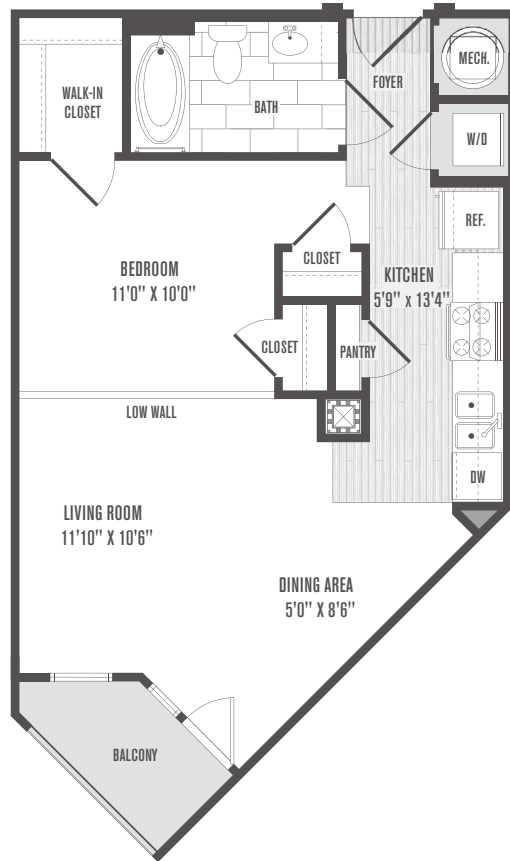 MECH.
FOYER
WALK-IN
CLOSET
BATH
W/D
REF.
CLOSET
BEDROOM
11'0" X 10'0"
KITCHEN
5'9" x 13'4"
CLOSET
PANTRY
LOW WALL
DW
LIVING ROOM
11'10" X 10'6"
DINING AREA
5'0" X 8'6"
BALCONY